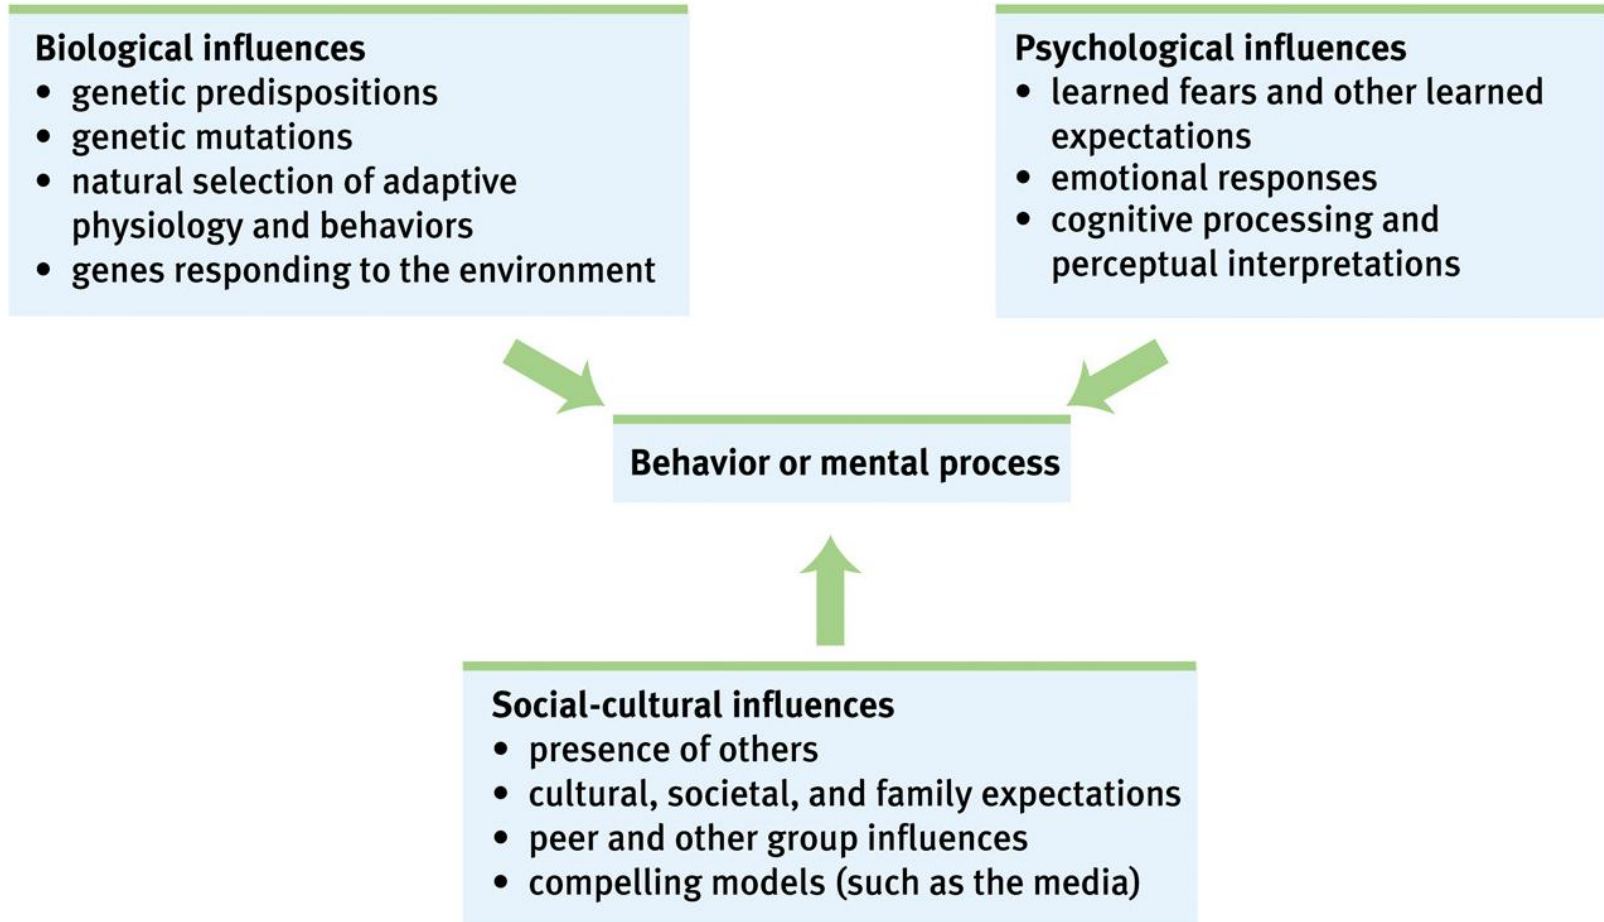 Biological influences
• genetic predispositions
• genetic mutations
• natural selection of adaptive
physiology and behaviors
• genes responding to the environment
Psychological influences
• learned fears and other learned
expectations
• emotional responses
• cognitive processing and
perceptual interpretations
Behavior or mental process
Social-cultural influences
• presence of others
• cultural, societal, and family expectations
• peer and other group influences
• compelling models (such as the media)